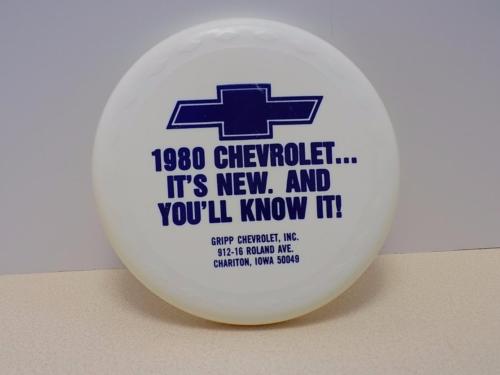 1980 CHEVROLET...
IT'S NEW. AND
YOU'LL KNOW IT!
GRIPP CHEVROLET, INC.
912-16 ROLAND AVE.
CHARITON, IOWA 50049